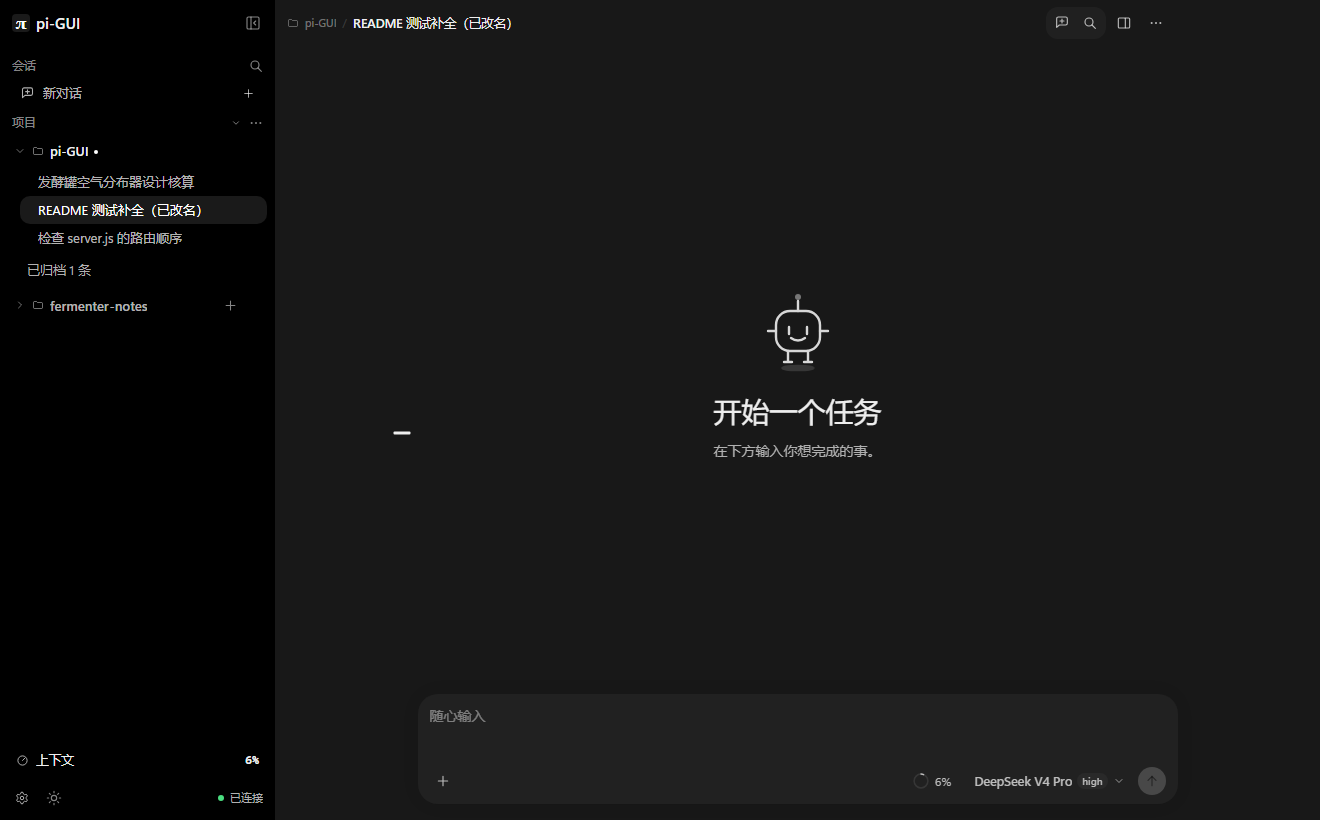 π pi-GUI
会话
新对话
项目
pi-GUI
发酵罐空气分布器设计核算
README 测试补全（已改名）
检查 server.js 的路由顺序
已归档 1 条
fermenter-notes
上下文 6%
已连接
pi-GUI / README 测试补全（已改名）
开始一个任务
在下方输入你想完成的事。
随心输入
6% DeepSeek V4 Pro high